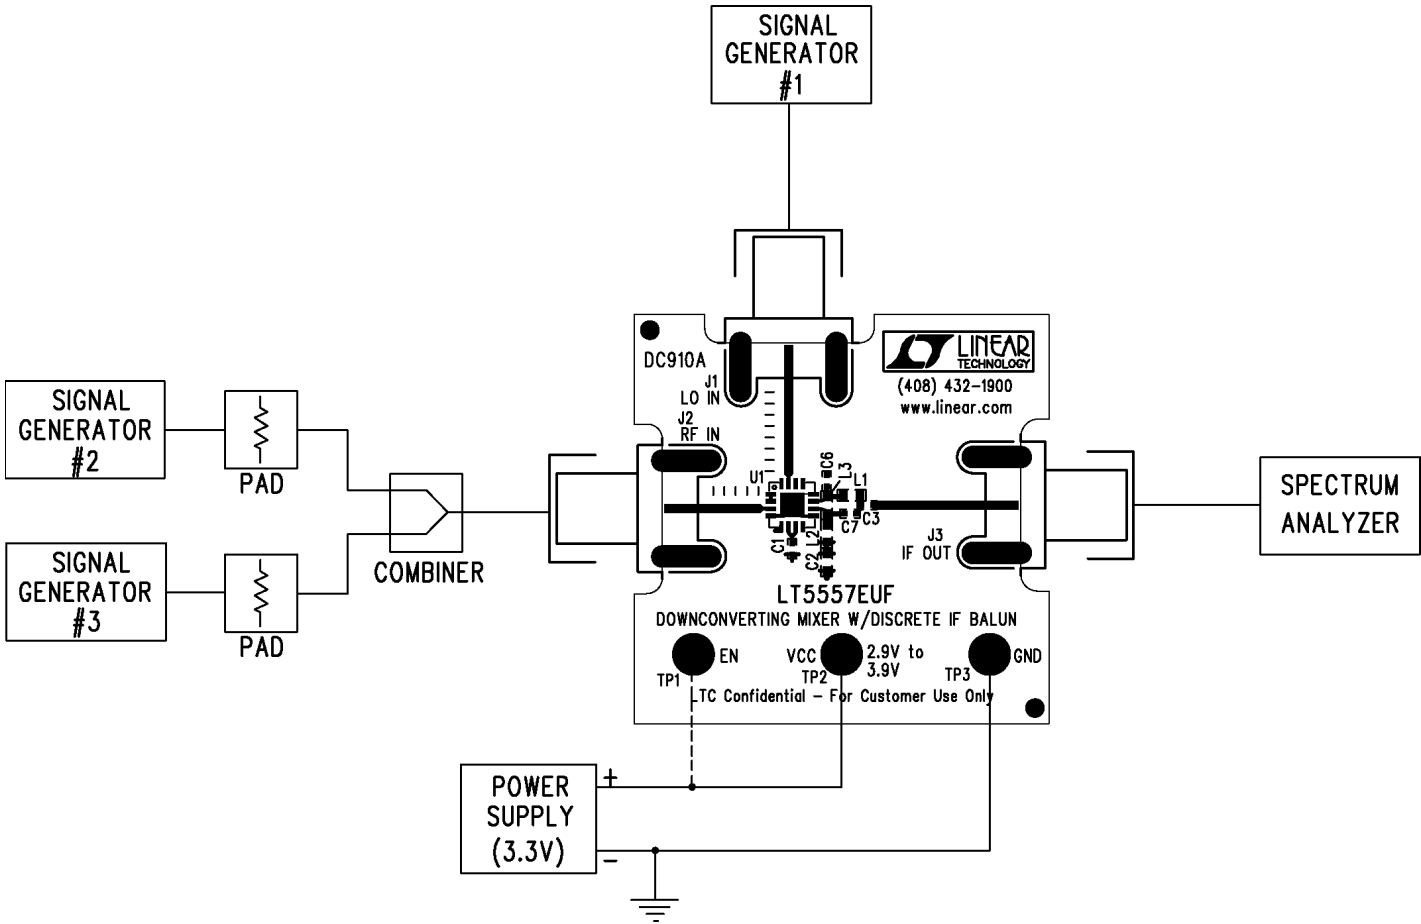 SIGNAL
GENERATOR
#1
DC910A
J1
LO IN
J2
RF IN
LINEAR
TECHNOLOGY
(408) 432-1900
www.linear.com
SIGNAL
GENERATOR
#2
PAD
COMBINER
SIGNAL
GENERATOR
#3
PAD
U1
C6
L3
L1
C7
C3
C1
L2
C2
J3
IF OUT
SPECTRUM
ANALYZER
LT5557EUF
DOWNCONVERTING MIXER W/DISCRETE IF BALUN
EN
TP1
VCC
TP2
2.9V to
3.9V
GND
TP3
LTC Confidential – For Customer Use Only
POWER
SUPPLY
(3.3V)
+
–